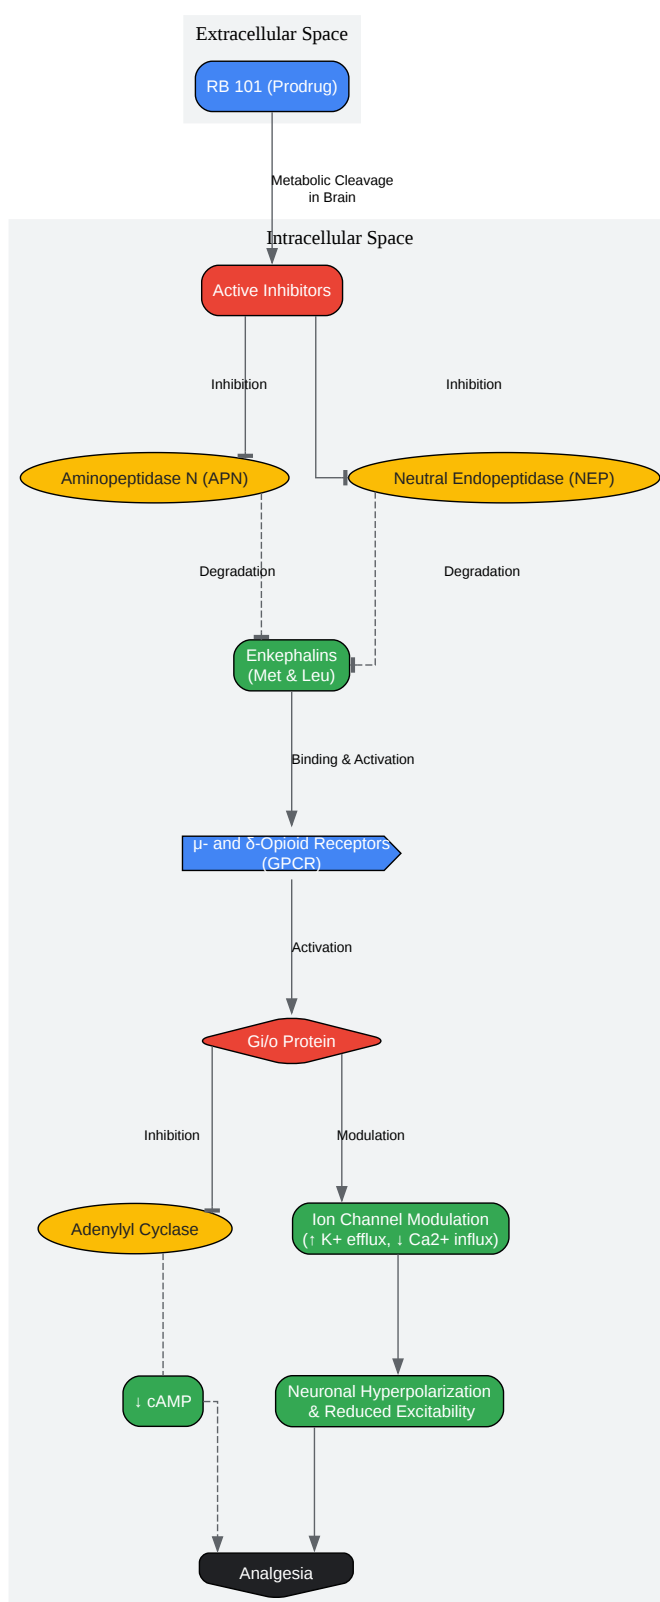 Extracellular Space
RB 101 (Prodrug)
Metabolic Cleavage
in Brain
Intracellular Space
Active Inhibitors
Inhibition
Inhibition
Aminopeptidase N (APN)
Neutral Endopeptidase (NEP)
Degradation
Degradation
Enkephalins
(Met & Leu)
Binding & Activation
μ- and δ-Opioid Receptors
(GPCR)
Activation
Gi/o Protein
Inhibition
Modulation
Adenylyl Cyclase
Ion Channel Modulation
(↑ K+ efflux, ↓ Ca2+ influx)
↓ cAMP
Neuronal Hyperpolarization
& Reduced Excitability
Analgesia